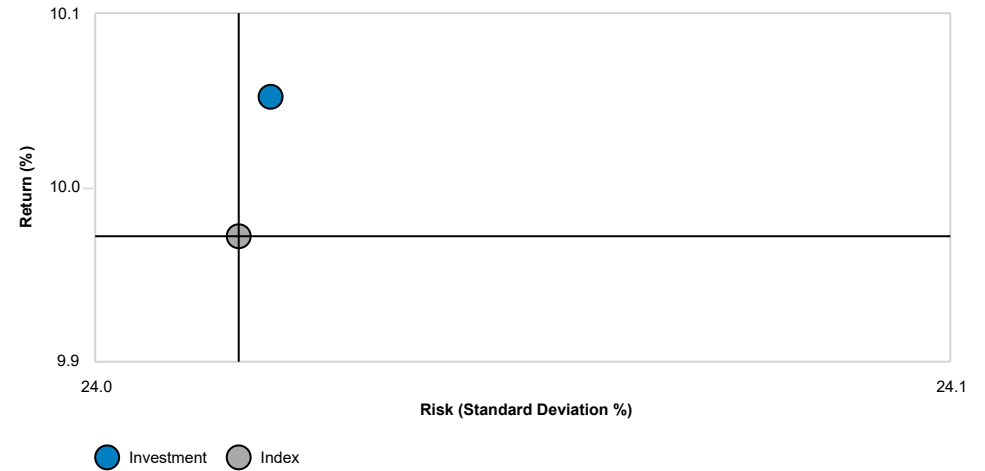 10.1
Return (%)
10.0
9.9
24.0
24.1
Risk (Standard Deviation %)
Investment
Index